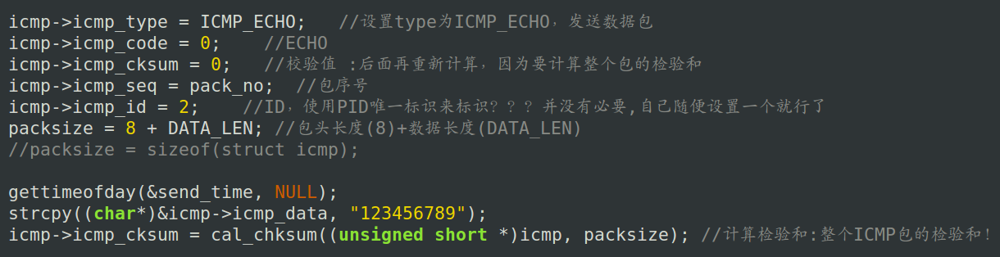 icmp->icmp_type = ICMP_ECHO;   //设置type为ICMP_ECHO，发送数据包
icmp->icmp_code = 0;    //ECHO
icmp->icmp_cksum = 0;   //校验值 :后面再重新计算，因为要计算整个包的检验和
icmp->icmp_seq = pack_no;  //包序号
icmp->icmp_id = 2;    //ID，使用PID唯一标识来标识？？？并没有必要,自己随便设置一个就行了
packsize = 8 + DATA_LEN; //包头长度(8)+数据长度(DATA_LEN)
//packsize = sizeof(struct icmp);
gettimeofday(&send_time, NULL);
strcpy((char*)&icmp->icmp_data, "123456789");
icmp->icmp_cksum = cal_chksum((unsigned short *)icmp, packsize); //计算检验和:整个ICMP包的检验和！